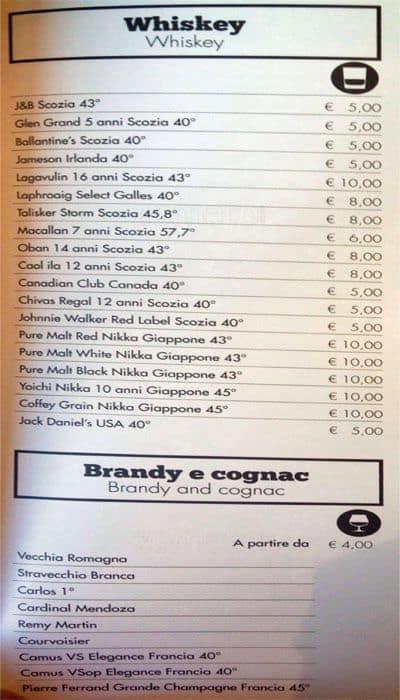 Whiskey
Whiskey
J&B Scozia 43° € 5,00
Glen Grand 5 anni Scozia 40° € 5,00
Ballantine's Scozia 40° € 5,00
Jameson Irlanda 40° € 5,00
Lagavulin 16 anni Scozia 43° € 10,00
Laphroaig Select Galles 40° € 8,00
Talisker Storm Scozia 45,8° € 8,00
Macallan 7 anni Scozia 57,7° € 6,00
Oban 14 anni Scozia 43° € 8,00
Caol ila 12 anni Scozia 43° € 8,00
Canadian Club Canada 40° € 5,00
Chivas Regal 12 anni Scozia 40° € 5,00
Johnnie Walker Red Label Scozia 40° € 5,00
Pure Malt Red Nikka Giappone 43° € 10,00
Pure Malt White Nikka Giappone 43° € 10,00
Pure Malt Black Nikka Giappone 43° € 10,00
Yoichi Nikka 10 anni Giappone 45° € 10,00
Coffey Grain Nikka Giappone 45° € 10,00
Jack Daniel's USA 40° € 5,00
Brandy e cognac
Brandy and cognac
A partire da € 4,00
Vecchia Romagna
Stravecchio Branca
Carlos 1°
Cardinal Mendoza
Remy Martin
Courvoisier
Camus VS Elegance Francia 40°
Camus VSop Elegance Francia 40°
Pierre Ferrand Grande Champagne Francia 45°